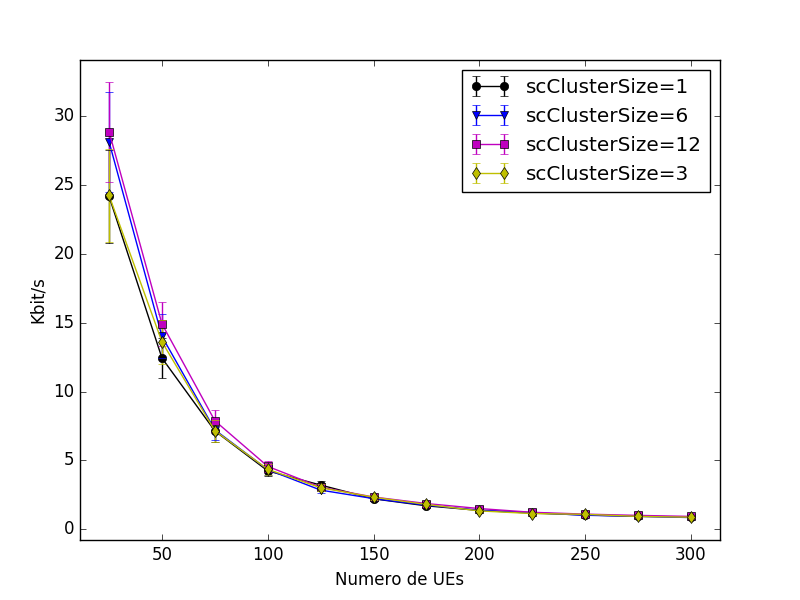 scClusterSize=1
scClusterSize=6
scClusterSize=12
scClusterSize=3
Kbit/s
30
25
20
15
10
5
0
50 100 150 200 250 300
Numero de UEs